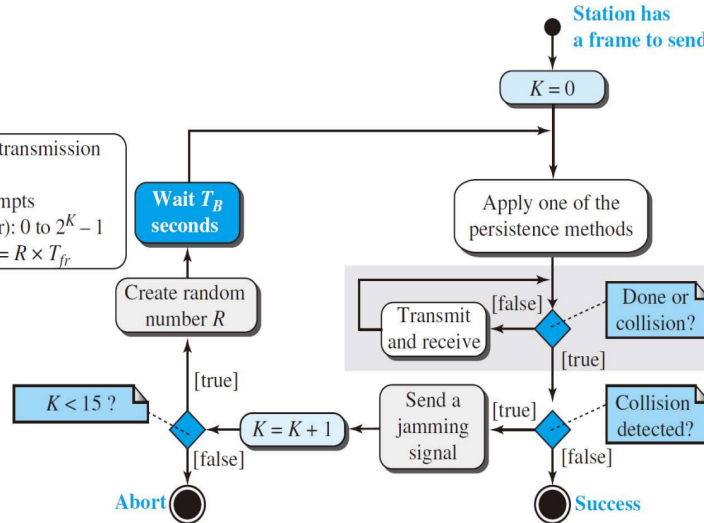 Station has
a frame to send
K = 0
transmission
r): 0 to 2^K – 1
= R × T_fr
Wait T_B
seconds
Apply one of the
persistence methods
Create random
number R
[false]
Transmit
and receive
Done or
collision?
[true]
[true]
K < 15 ?
K = K + 1
Send a
jamming
signal
[true]
Collision
detected?
[false]
[false]
Abort
Success